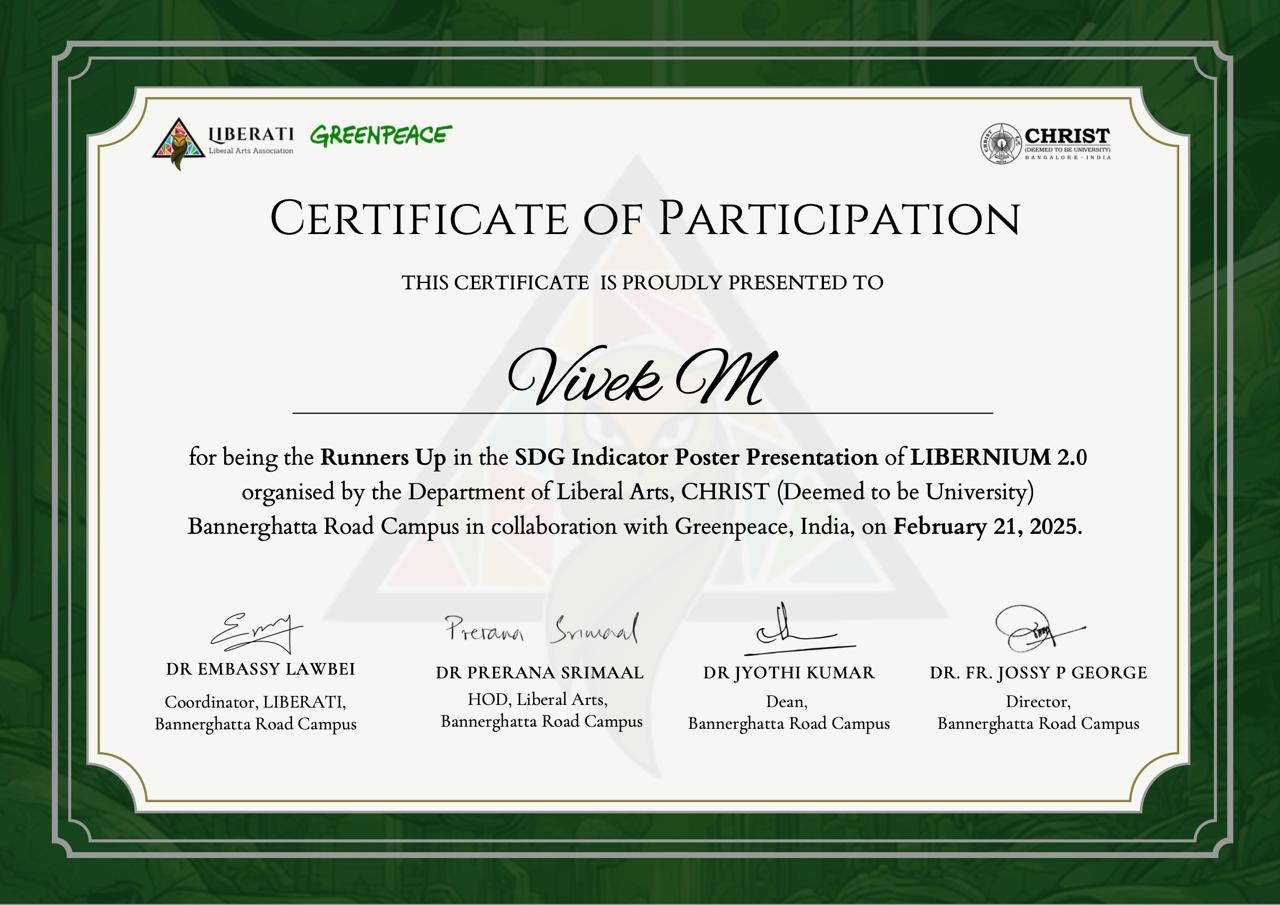 LIBERATI
Liberal Arts Association
GREENPEACE
CHRIST
(DEEMED TO BE UNIVERSITY)
BANGALORE · INDIA
CERTIFICATE OF PARTICIPATION
THIS CERTIFICATE IS PROUDLY PRESENTED TO
Vivek M
for being the Runners Up in the SDG Indicator Poster Presentation of LIBERNIUM 2.0
organised by the Department of Liberal Arts, CHRIST (Deemed to be University)
Bannerghatta Road Campus in collaboration with Greenpeace, India, on February 21, 2025.
Prerana Srimaal
DR EMBASSY LAWBEI
Coordinator, LIBERATI,
Bannerghatta Road Campus
DR PRERANA SRIMAAL
HOD, Liberal Arts,
Bannerghatta Road Campus
DR JYOTHI KUMAR
Dean,
Bannerghatta Road Campus
DR. FR. JOSSY P GEORGE
Director,
Bannerghatta Road Campus